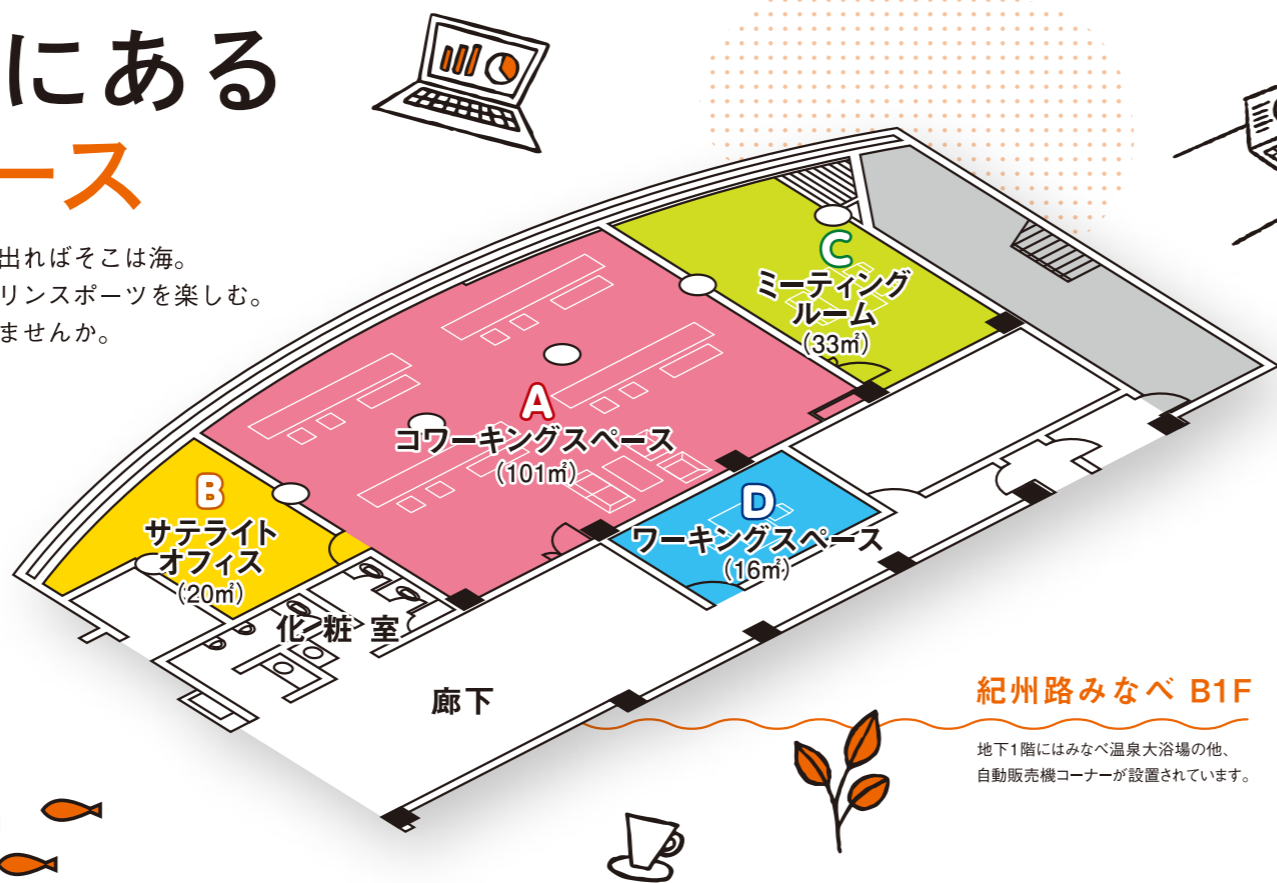 にある
ース
出ればそこは海。
リンスポーツを楽しむ。
ませんか。
C
ミーティング
ルーム
(33㎡)
A
コワーキングスペース
(101㎡)
B
サテライト
オフィス
(20㎡)
D
ワーキングスペース
(16㎡)
化粧室
廊下
紀州路みなべ B1F
地下1階にはみなべ温泉大浴場の他、
自動販売機コーナーが設置されています。